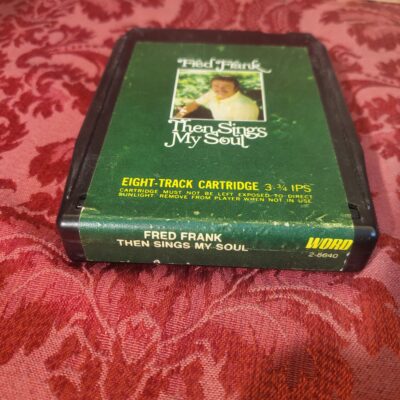 Fred Frank
Then Sings
My Soul
EIGHT-TRACK CARTRIDGE 3-3/4 IPS
CARTRIDGE MUST NOT BE LEFT EXPOSED TO DIRECT
SUNLIGHT. REMOVE FROM PLAYER WHEN NOT IN USE
FRED FRANK
THEN SINGS MY SOUL
WORD
2-8640